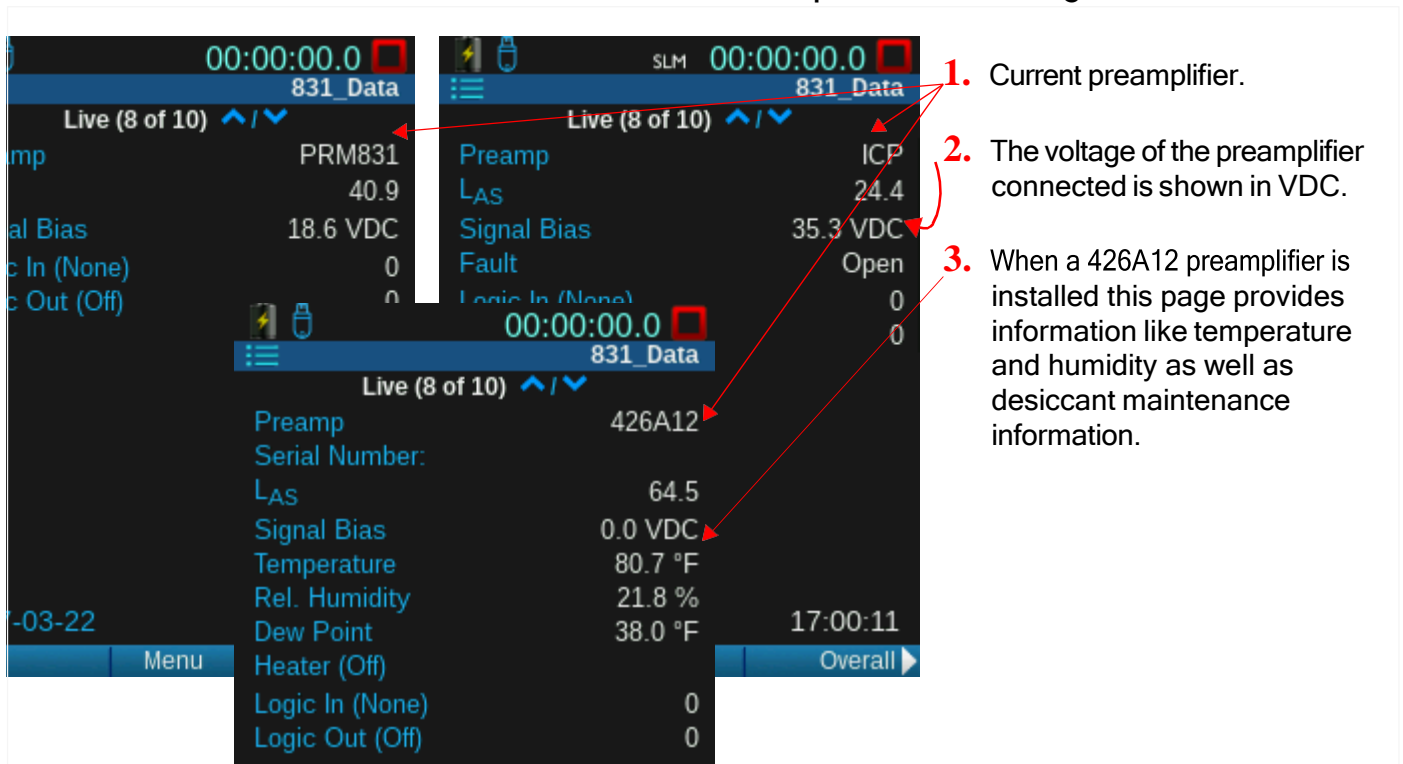 00:00:00.0
831_Data
Live (8 of 10) /
PRM831
40.9
al Bias 18.6 VDC
c In (None) 0
c Out (Off) 0
-03-22
Menu
SLM 00:00:00.0
831_Data
Live (8 of 10) /
Preamp ICP
LAS 24.4
Signal Bias 35.3 VDC
Fault Open
Logic In (None) 0
0
17:00:11
Overall
00:00:00.0
831_Data
Live (8 of 10) /
Preamp 426A12
Serial Number:
LAS 64.5
Signal Bias 0.0 VDC
Temperature 80.7 °F
Rel. Humidity 21.8 %
Dew Point 38.0 °F
Heater (Off)
Logic In (None) 0
Logic Out (Off) 0
1. Current preamplifier.
2. The voltage of the preamplifier
connected is shown in VDC.
3. When a 426A12 preamplifier is
installed this page provides
information like temperature
and humidity as well as
desiccant maintenance
information.